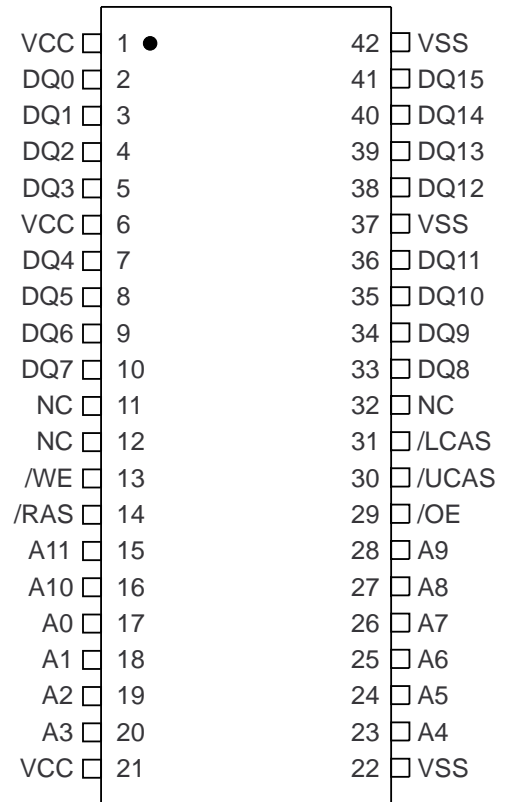 VCC 1 42 VSS
DQ0 2 41 DQ15
DQ1 3 40 DQ14
DQ2 4 39 DQ13
DQ3 5 38 DQ12
VCC 6 37 VSS
DQ4 7 36 DQ11
DQ5 8 35 DQ10
DQ6 9 34 DQ9
DQ7 10 33 DQ8
NC 11 32 NC
NC 12 31 /LCAS
/WE 13 30 /UCAS
/RAS 14 29 /OE
A11 15 28 A9
A10 16 27 A8
A0 17 26 A7
A1 18 25 A6
A2 19 24 A5
A3 20 23 A4
VCC 21 22 VSS